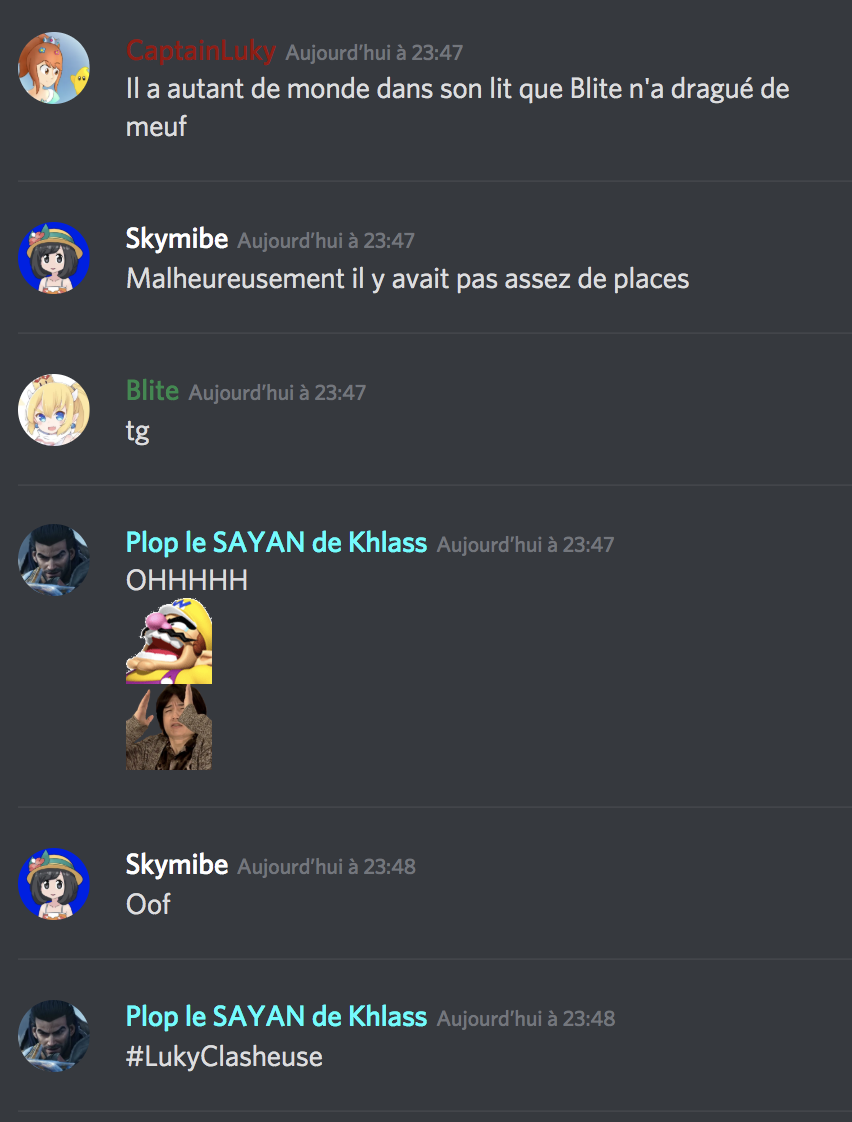 CaptainLuky Aujourd'hui à 23:47
Il a autant de monde dans son lit que Blite n'a dragué de
meuf
Skymibe Aujourd'hui à 23:47
Malheureusement il y avait pas assez de places
Blite Aujourd'hui à 23:47
tg
Plop le SAYAN de Khlass Aujourd'hui à 23:47
OHHHHH
Skymibe Aujourd'hui à 23:48
Oof
Plop le SAYAN de Khlass Aujourd'hui à 23:48
#LukyClasheuse